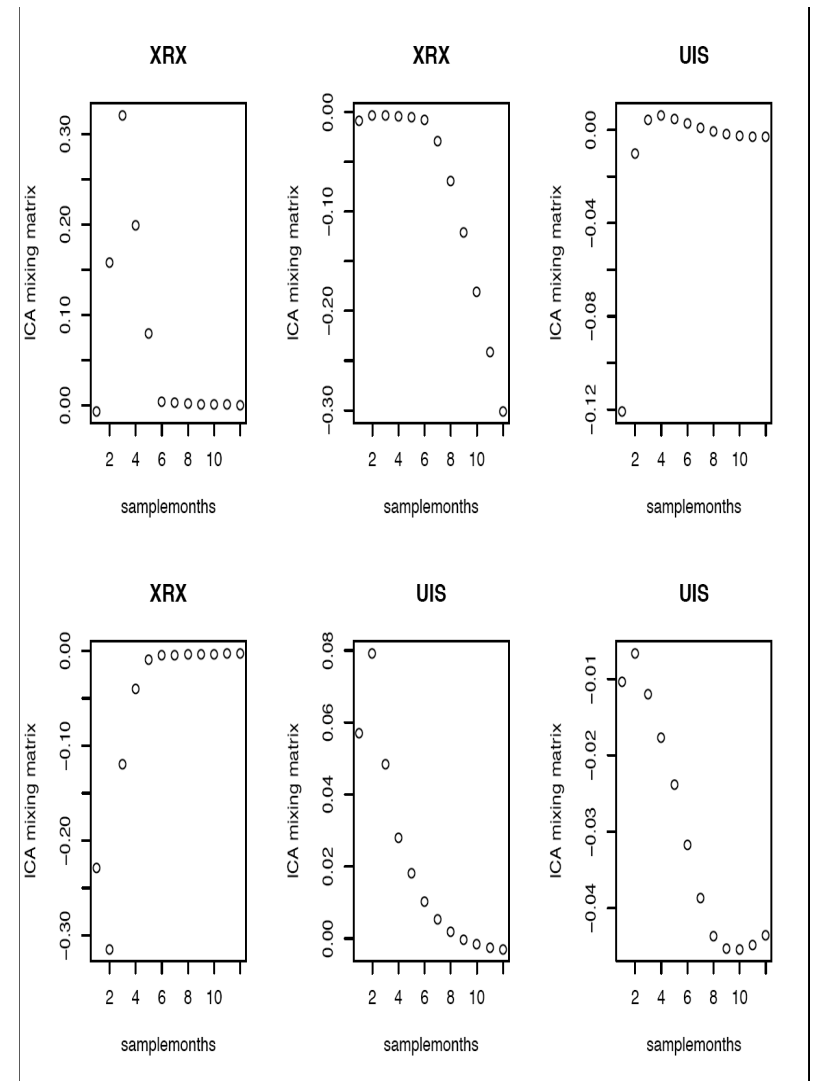 XRX
XRX
UIS
ICA mixing matrix
0.00 0.10 0.20 0.30
2 4 6 8 10
samplemonths
ICA mixing matrix
−0.30 −0.20 −0.10 0.00
2 4 6 8 10
samplemonths
ICA mixing matrix
−0.12 −0.08 −0.04 0.00
2 4 6 8 10
samplemonths
XRX
UIS
UIS
ICA mixing matrix
−0.30 −0.20 −0.10 0.00
2 4 6 8 10
samplemonths
ICA mixing matrix
0.00 0.02 0.04 0.06 0.08
2 4 6 8 10
samplemonths
ICA mixing matrix
−0.04 −0.03 −0.02 −0.01
2 4 6 8 10
samplemonths